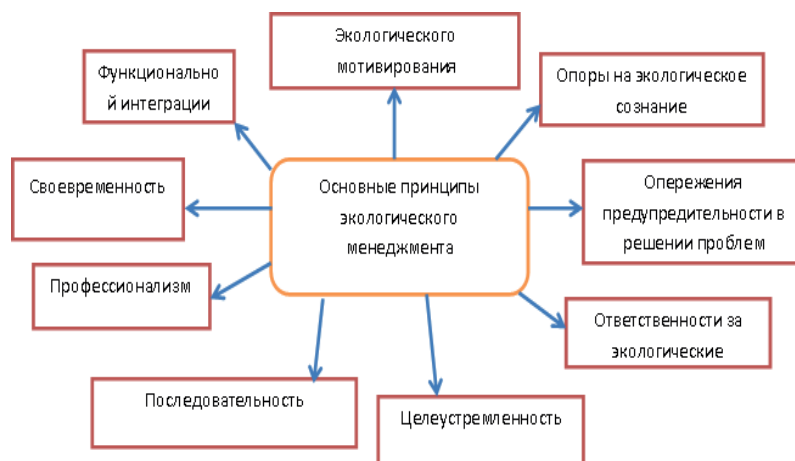 Экологического
мотивирования
Функционально
й интеграции
Опоры на экологическое
сознание
Своевременность
Основные принципы
экологического
менеджмента
Опережения
предупредительности в
решении проблем
Профессионализм
Ответственности за
экологические
Последовательность
Целеустремленность